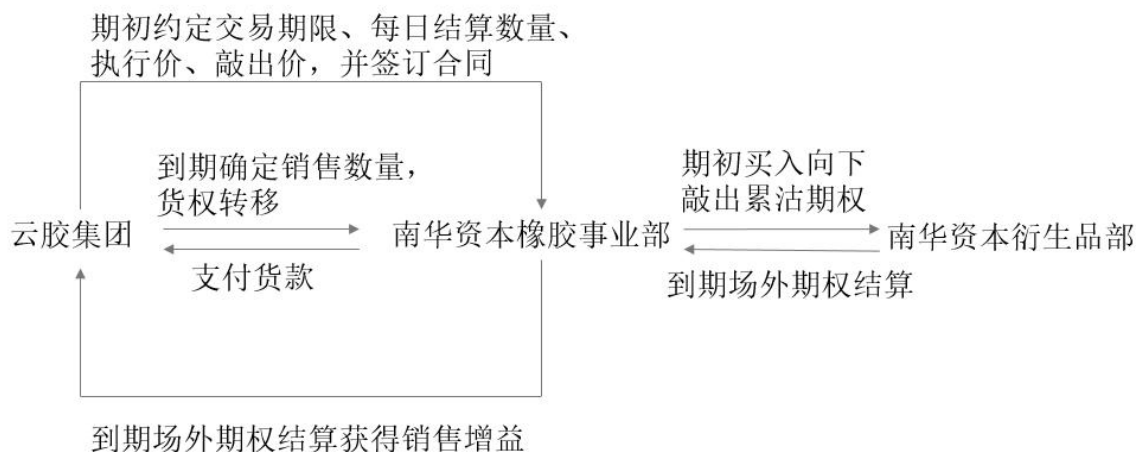 期初约定交易期限、每日结算数量、
执行价、敲出价，并签订合同
到期确定销售数量，
货权转移
期初买入向下
敲出累沽期权
云胶集团
南华资本橡胶事业部
南华资本衍生品部
支付货款
到期场外期权结算
到期场外期权结算获得销售增益